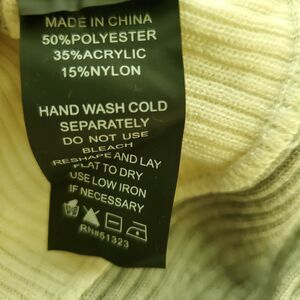 MADE IN CHINA
50%POLYESTER
35%ACRYLIC
15%NYLON
HAND WASH COLD
SEPARATELY
DO NOT USE
BLEACH
RESHAPE AND LAY
FLAT TO DRY
USE LOW IRON
IF NECESSARY
RN#61323